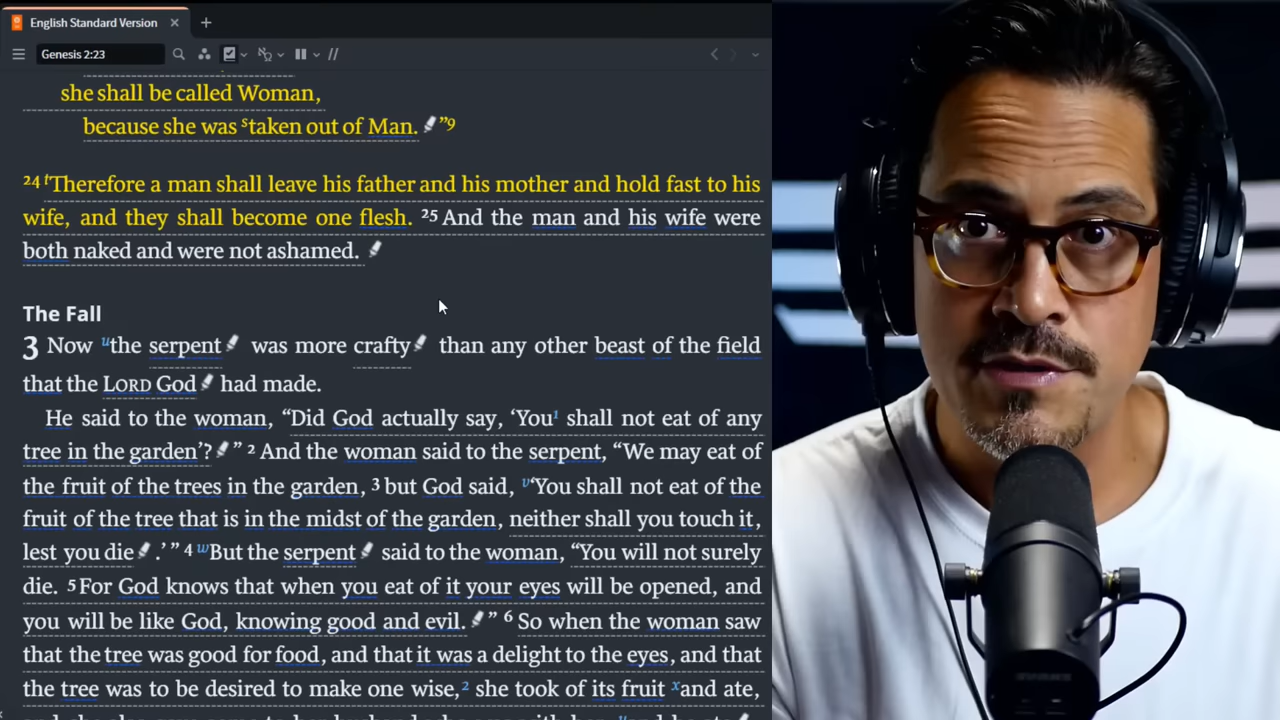 English Standard Version
Genesis 2:23
she shall be called Woman,
because she was staken out of Man. ”9
24 tTherefore a man shall leave his father and his mother and hold fast to his
wife, and they shall become one flesh. 25 And the man and his wife were
both naked and were not ashamed.
The Fall
3 Now uthe serpent was more crafty than any other beast of the field
that the LORD God had made.
He said to the woman, “Did God actually say, ‘You1 shall not eat of any
tree in the garden’? ” 2 And the woman said to the serpent, “We may eat of
the fruit of the trees in the garden, 3 but God said, v‘You shall not eat of the
fruit of the tree that is in the midst of the garden, neither shall you touch it,
lest you die .’ ” 4 wBut the serpent said to the woman, “You will not surely
die. 5 For God knows that when you eat of it your eyes will be opened, and
you will be like God, knowing good and evil. ” 6 So when the woman saw
that the tree was good for food, and that it was a delight to the eyes, and that
the tree was to be desired to make one wise,2 she took of its fruit xand ate,